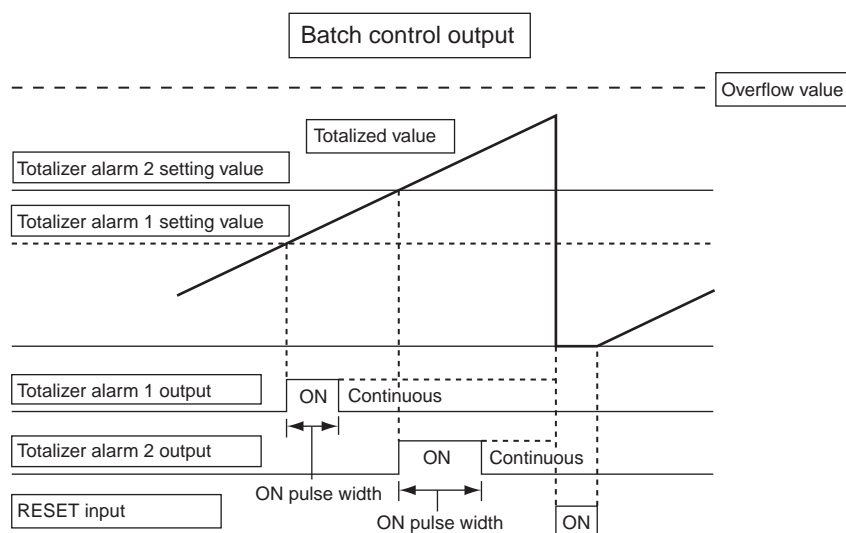 Batch control output
Overflow value
Totalized value
Totalizer alarm 2 setting value
Totalizer alarm 1 setting value
Totalizer alarm 1 output
ON
Continuous
Totalizer alarm 2 output
ON
Continuous
ON pulse width
RESET input
ON pulse width
ON